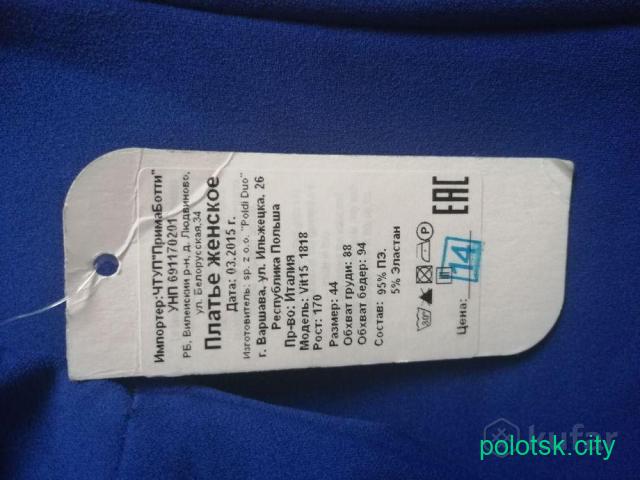 Импортер:ЧТУП"ПримаБотти"
УНП 691170201
РБ, Вилейский р-н, д. Людвиново,
ул. Белорусская,34
Платье женское
Дата: 03.2015 г.
Изготовитель: sp. z o.o. "Poldi Duo"
г. Варшава, ул. Ильжецка, 26
Республика Польша
Пр-во: Италия
Модель: Vit15 1818
Рост: 170
Размер: 44
Обхват груди: 88
Обхват бедер: 94
Состав: 95% ПЭ.
5% Эластан
30°
P
Цена:
14
EAC
kufar
polotsk.city